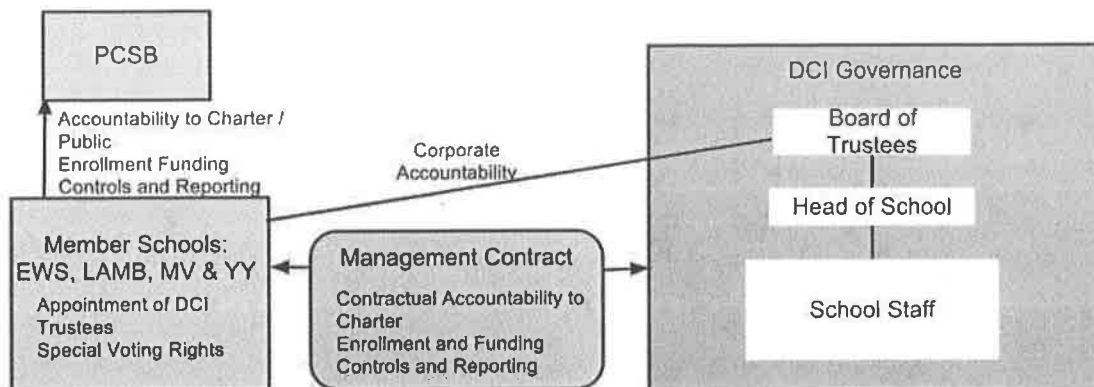 PCSB
Accountability to Charter /
Public
Enrollment Funding
Controls and Reporting
Member Schools:
EWS, LAMB, MV & YY
Appointment of DCI
Trustees
Special Voting Rights
Corporate
Accountability
Management Contract
Contractual Accountability to
Charter
Enrollment and Funding
Controls and Reporting
DCI Governance
Board of
Trustees
Head of School
School Staff